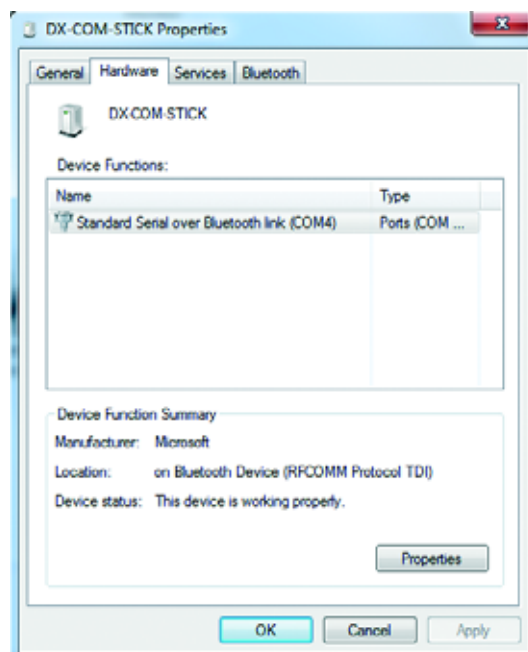 DX-COM-STICK Properties
General Hardware Services Bluetooth
DX-COM-STICK
Device Functions:
Name Type
Standard Serial over Bluetooth link (COM4) Ports (COM ...
Device Function Summary
Manufacturer: Microsoft
Location: on Bluetooth Device (RFCOMM Protocol TDI)
Device status: This device is working properly.
Properties
OK Cancel Apply